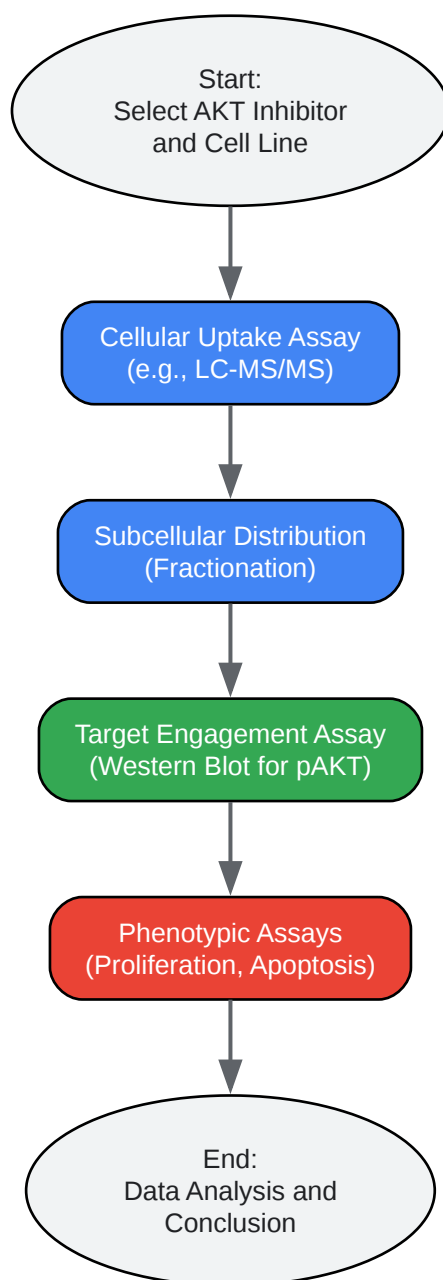 Start:
Select AKT Inhibitor
and Cell Line
Cellular Uptake Assay
(e.g., LC-MS/MS)
Subcellular Distribution
(Fractionation)
Target Engagement Assay
(Western Blot for pAKT)
Phenotypic Assays
(Proliferation, Apoptosis)
End:
Data Analysis and
Conclusion